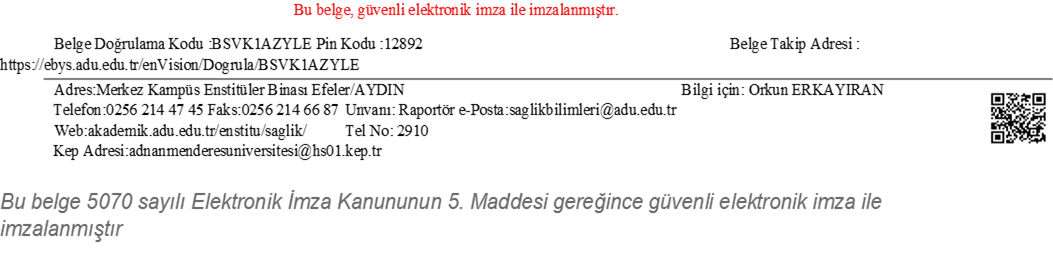 Bu belge, güvenli elektronik imza ile imzalanmıştır.
Belge Doğrulama Kodu :BSVK1AZYLE Pin Kodu :12892 Belge Takip Adresi :
https://ebys.adu.edu.tr/enVision/Dogrula/BSVK1AZYLE
Adres:Merkez Kampüs Enstitüler Binası Efeler/AYDIN Bilgi için: Orkun ERKAYIRAN
Telefon:0256 214 47 45 Faks:0256 214 66 87 Unvanı: Raportör e-Posta:saglikbilimleri@adu.edu.tr
Web:akademik.adu.edu.tr/enstitu/saglik/ Tel No: 2910
Kep Adresi:adnanmenderesuniversitesi@hs01.kep.tr
Bu belge 5070 sayılı Elektronik İmza Kanununun 5. Maddesi gereğince güvenli elektronik imza ile
imzalanmıştır